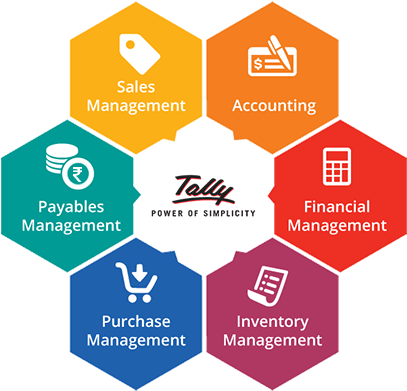 Sales
Management
Accounting
Payables
Management
Tally
POWER OF SIMPLICITY
Financial
Management
Purchase
Management
Inventory
Management